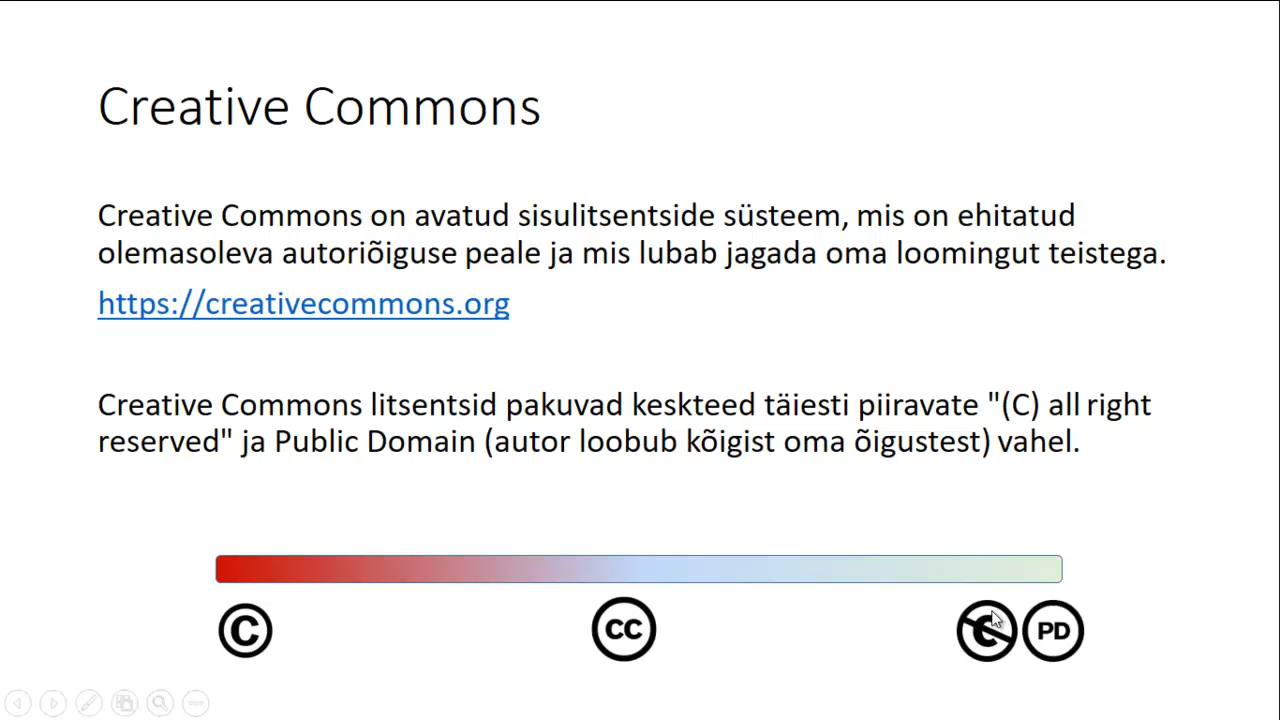 Creative Commons
Creative Commons on avatud sisulitsentside süsteem, mis on ehitatud
olemasoleva autoriõiguse peale ja mis lubab jagada oma loomingut teistega.
https://creativecommons.org
Creative Commons litsentsid pakuvad keskteed täiesti piiravate "(C) all right
reserved" ja Public Domain (autor loobub kõigist oma õigustest) vahel.
C CC C PD